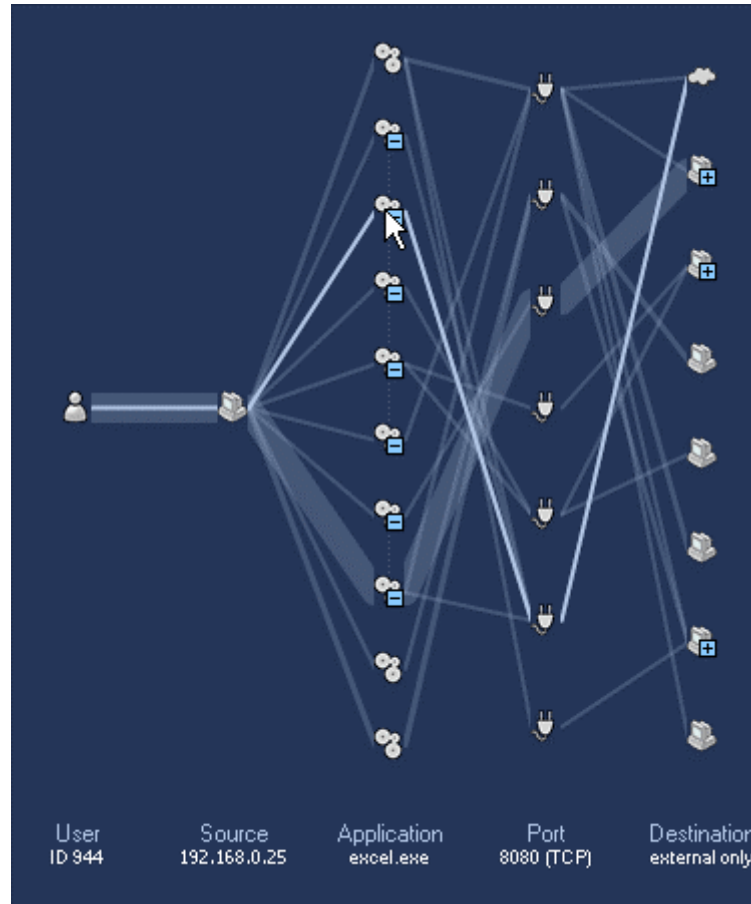 User Source Application Port Destination
ID 944 192.168.0.25 excel.exe 8080 (TCP) external only